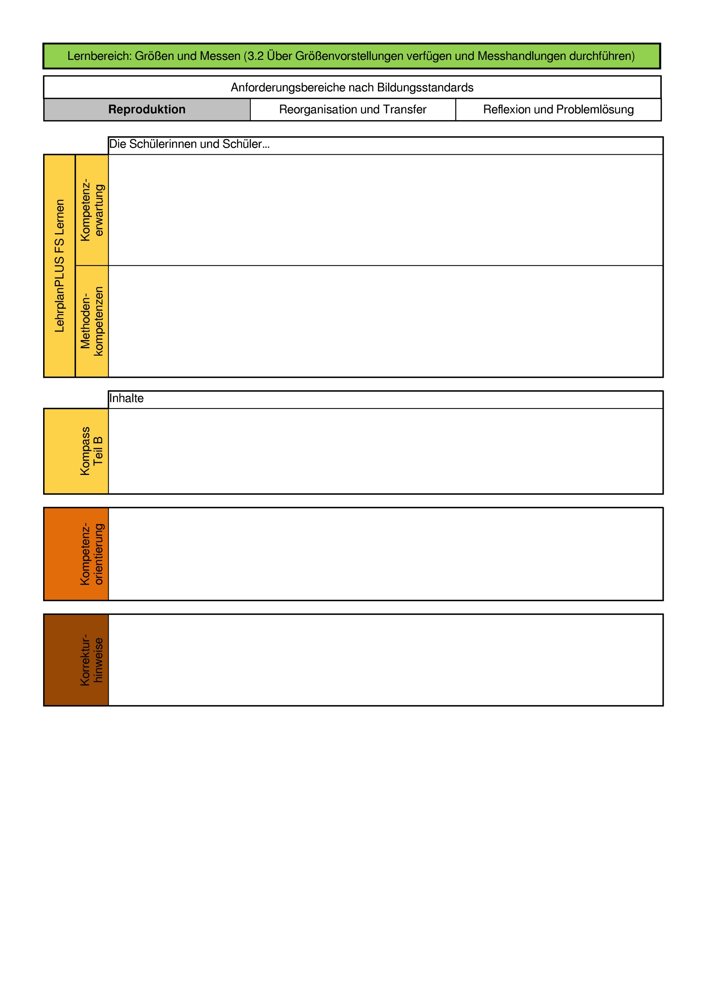 Lernbereich: Größen und Messen (3.2 Über Größenvorstellungen verfügen und Messhandlungen durchführen)
Anforderungsbereiche nach Bildungsstandards
Reproduktion
Reorganisation und Transfer
Reflexion und Problemlösung
Die Schülerinnen und Schüler...
LehrplanPLUS FS Lernen
Kompetenz-
erwartung
Methoden-
kompetenzen
Inhalte
Kompass
Teil B
Kompetenz-
orientierung
Korrektur-
hinweise